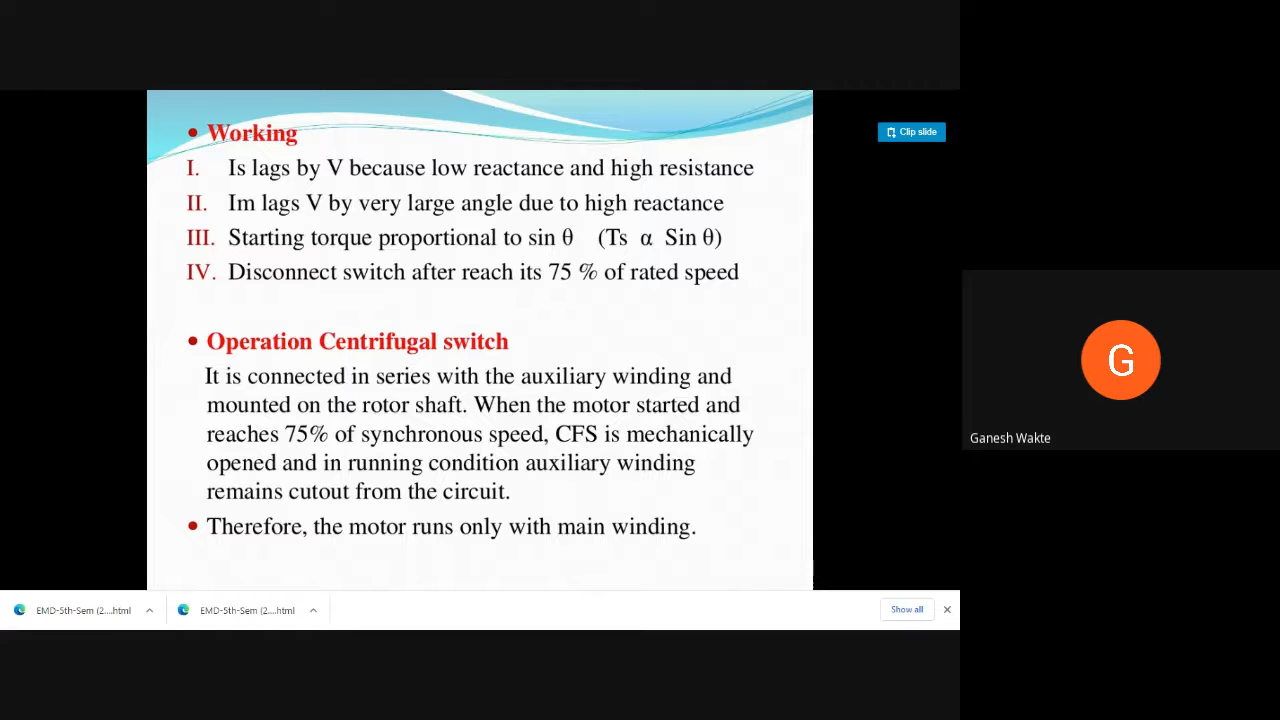 Working
Clip slide
I. Is lags by V because low reactance and high resistance
II. Im lags V by very large angle due to high reactance
III. Starting torque proportional to sin θ (Ts α Sin θ)
IV. Disconnect switch after reach its 75 % of rated speed
Operation Centrifugal switch
It is connected in series with the auxiliary winding and
mounted on the rotor shaft. When the motor started and
reaches 75% of synchronous speed, CFS is mechanically
opened and in running condition auxiliary winding
remains cutout from the circuit.
Therefore, the motor runs only with main winding.
G
Ganesh Wakte
EMD-5th-Sem (2....html
EMD-5th-Sem (2....html
Show all